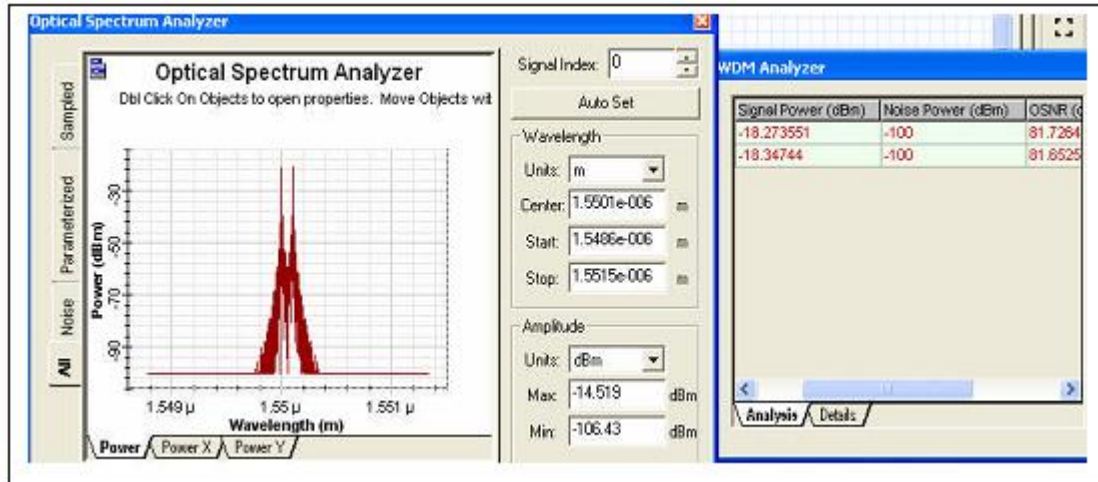 Optical Spectrum Analyzer
Sampled
Parameterized
Noise
All
Optical Spectrum Analyzer
Dbl Click On Objects to open properties. Move Objects wit
Power (dBm)
-30
-50
-70
-90
1.549 µ
1.55 µ
1.551 µ
Wavelength (m)
Power
Power X
Power Y
Signal Index: 0
Auto Set
Wavelength
Units: m
Center: 1.5501e-006 m
Start: 1.5486e-006 m
Stop: 1.5515e-006 m
Amplitude
Units: dBm
Max: -14.519 dBm
Min: -106.43 dBm
WDM Analyzer
Signal Power (dBm) Noise Power (dBm) OSNR (
-18.273551 -100 81.7264
-18.34744 -100 81.6525
Analysis
Details